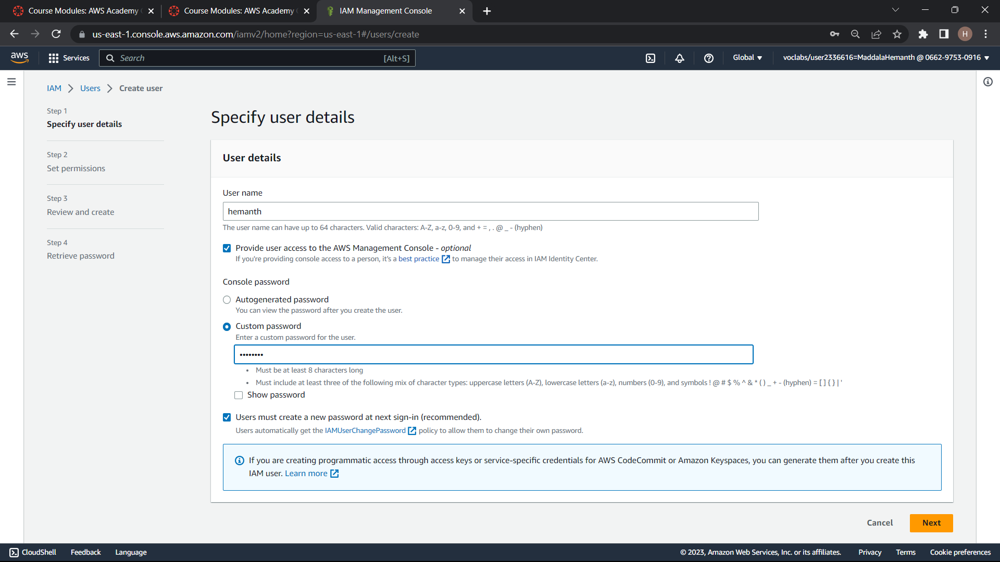 Course Modules: AWS Academy
Course Modules: AWS Academy
IAM Management Console
us-east-1.console.aws.amazon.com/iamv2/home?region=us-east-1#/users/create
H
aws
Services
Search
[Alt+S]
Global
voclabs/user2336616=MaddalaHemanth @ 0662-9753-0916
IAM
Users
Create user
Step 1
Specify user details
Step 2
Set permissions
Step 3
Review and create
Step 4
Retrieve password
Specify user details
User details
User name
hemanth
The user name can have up to 64 characters. Valid characters: A-Z, a-z, 0-9, and + = , . @ _ - (hyphen)
Provide user access to the AWS Management Console - optional
If you're providing console access to a person, it's a best practice to manage their access in IAM Identity Center.
Console password
Autogenerated password
You can view the password after you create the user.
Custom password
Enter a custom password for the user.
••••••••
• Must be at least 8 characters long
• Must include at least three of the following mix of character types: uppercase letters (A-Z), lowercase letters (a-z), numbers (0-9), and symbols ! @ # $ % ^ & * ( ) _ + - (hyphen) = [ ] { } | '
Show password
Users must create a new password at next sign-in (recommended).
Users automatically get the IAMUserChangePassword policy to allow them to change their own password.
If you are creating programmatic access through access keys or service-specific credentials for AWS CodeCommit or Amazon Keyspaces, you can generate them after you create this
IAM user. Learn more
Cancel
Next
CloudShell
Feedback
Language
© 2023, Amazon Web Services, Inc. or its affiliates.
Privacy
Terms
Cookie preferences